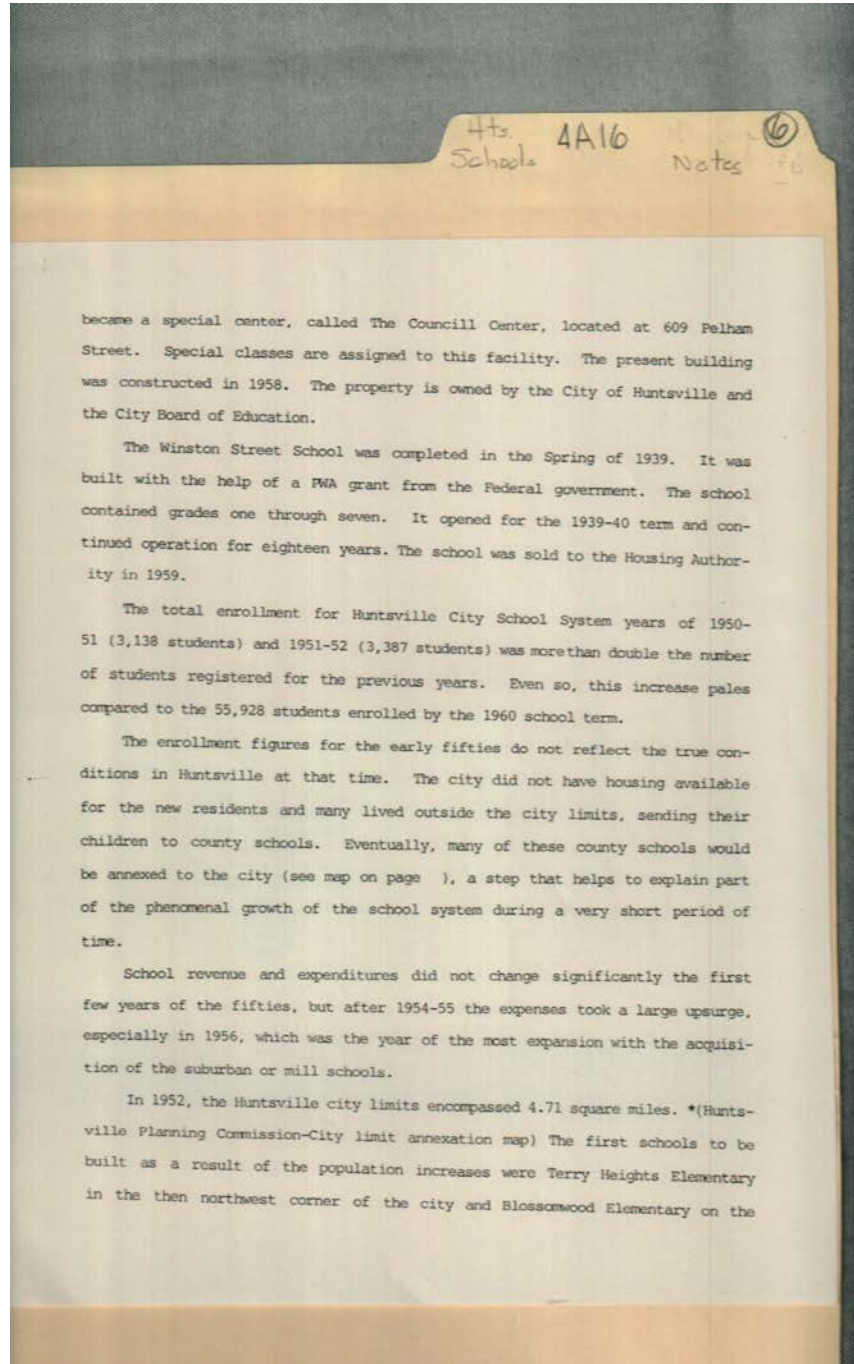 Hts. 4A16 6
Schools Notes
became a special center, called The Councill Center, located at 609 Pelham
Street. Special classes are assigned to this facility. The present building
was constructed in 1958. The property is owned by the City of Huntsville and
the City Board of Education.
The Winston Street School was completed in the Spring of 1939. It was
built with the help of a PWA grant from the Federal government. The school
contained grades one through seven. It opened for the 1939-40 term and con-
tinued operation for eighteen years. The school was sold to the Housing Author-
ity in 1959.
The total enrollment for Huntsville City School System years of 1950-
51 (3,138 students) and 1951-52 (3,387 students) was more than double the number
of students registered for the previous years. Even so, this increase pales
compared to the 55,928 students enrolled by the 1960 school term.
The enrollment figures for the early fifties do not reflect the true con-
ditions in Huntsville at that time. The city did not have housing available
for the new residents and many lived outside the city limits, sending their
children to county schools. Eventually, many of these county schools would
be annexed to the city (see map on page ), a step that helps to explain part
of the phenomenal growth of the school system during a very short period of
time.
School revenue and expenditures did not change significantly the first
few years of the fifties, but after 1954-55 the expenses took a large upsurge,
especially in 1956, which was the year of the most expansion with the acquisi-
tion of the suburban or mill schools.
In 1952, the Huntsville city limits encompassed 4.71 square miles. *(Hunts-
ville Planning Commission-City limit annexation map) The first schools to be
built as a result of the population increases were Terry Heights Elementary
in the then northwest corner of the city and Blossomwood Elementary on the